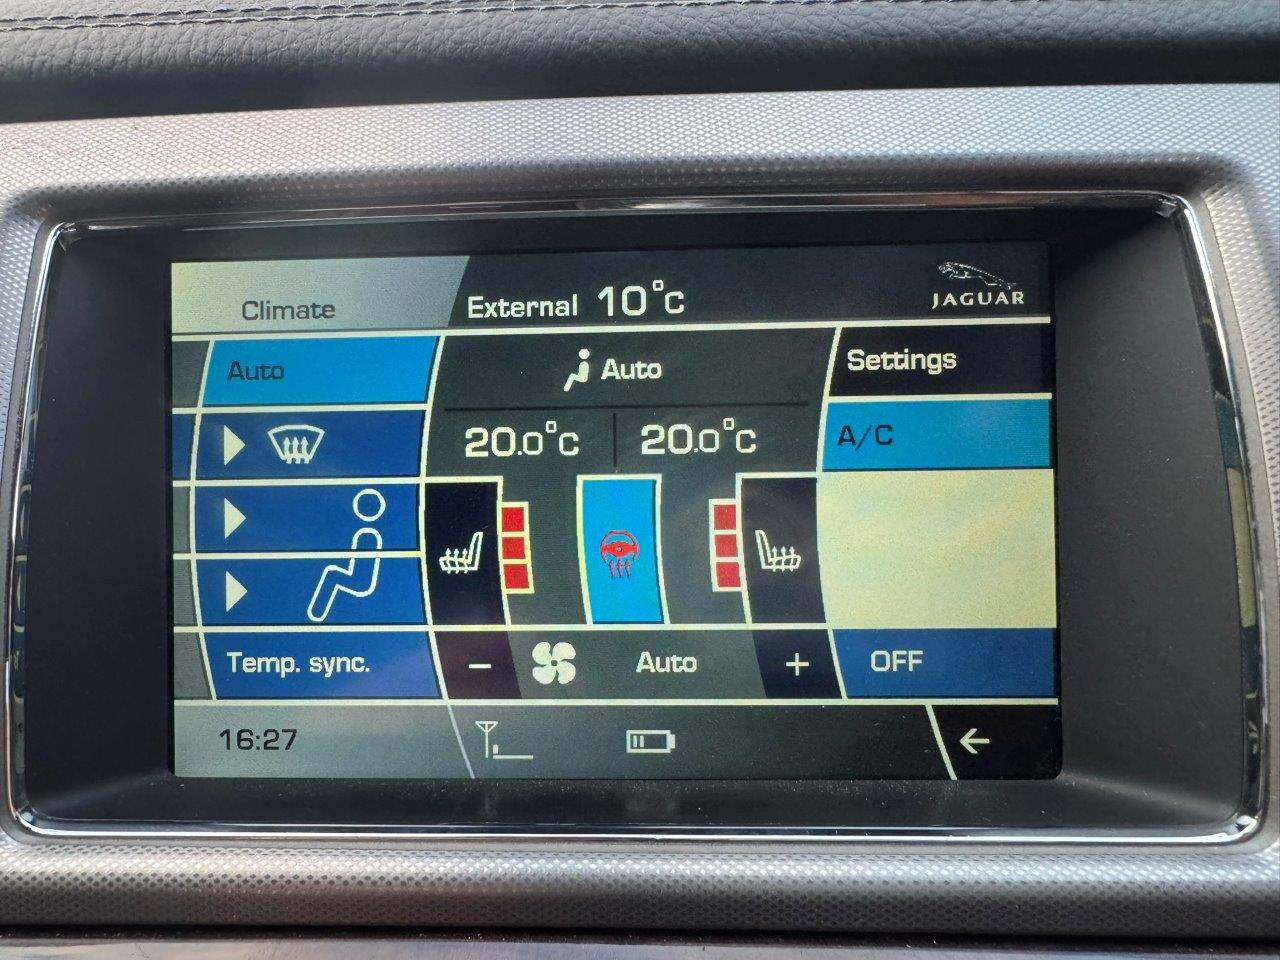 Climate
External 10°C
JAGUAR
Auto
Auto
Settings
20.0°C
20.0°C
A/C
Temp. sync.
-
Auto
+
OFF
16:27